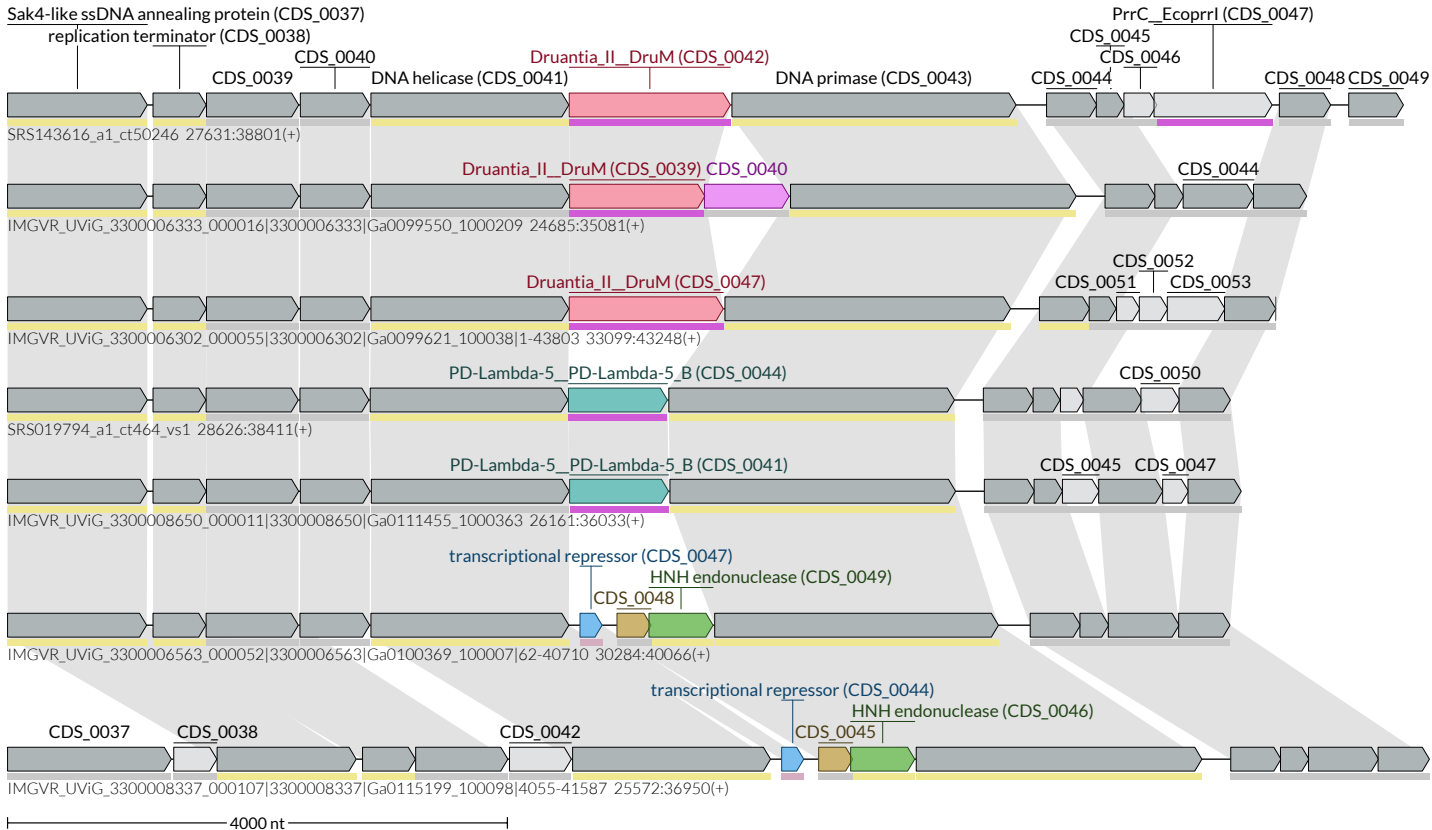 Sak4-like ssDNA annealing protein (CDS_0037)
PrrC__EcoprrI (CDS_0047)
replication terminator (CDS_0038)
CDS_0045
CDS_0040
Druantia_II__DruM (CDS_0042)
CDS_0046
CDS_0039
DNA helicase (CDS_0041)
DNA primase (CDS_0043)
CDS_0044
CDS_0048
CDS_0049
SRS143616_a1_ct50246 27631:38801(+)
Druantia_II__DruM (CDS_0039)
CDS_0040
CDS_0044
IMGVR_UViG_3300006333_000016|3300006333|Ga0099550_1000209 24685:35081(+)
CDS_0052
Druantia_II__DruM (CDS_0047)
CDS_0051
CDS_0053
IMGVR_UViG_3300006302_000055|3300006302|Ga0099621_100038|1-43803 33099:43248(+)
PD-Lambda-5__PD-Lambda-5_B (CDS_0044)
CDS_0050
SRS019794_a1_ct464_vs1 28626:38411(+)
PD-Lambda-5__PD-Lambda-5_B (CDS_0041)
CDS_0045
CDS_0047
IMGVR_UViG_3300008650_000011|3300008650|Ga0111455_1000363 26161:36033(+)
transcriptional repressor (CDS_0047)
HNH endonuclease (CDS_0049)
CDS_0048
IMGVR_UViG_3300006563_000052|3300006563|Ga0100369_100007|62-40710 30284:40066(+)
transcriptional repressor (CDS_0044)
HNH endonuclease (CDS_0046)
CDS_0037
CDS_0038
CDS_0042
CDS_0045
IMGVR_UViG_3300008337_000107|3300008337|Ga0115199_100098|4055-41587 25572:36950(+)
4000 nt